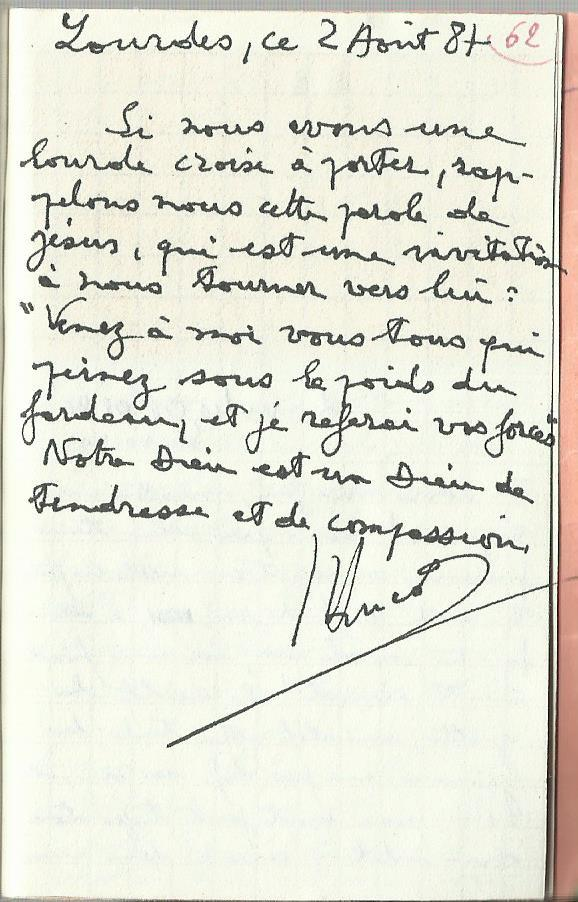 Lourdes, ce 2 Août 87 62
Si nous avons une
lourde croix à porter, rap-
pelons nous cette parole de
Jésus, qui est une invitation
à nous tourner vers lui :
"Venez à moi vous tous qui
peinez sous le poids du
fardeau, et je referai vos forces"
Notre Dieu est un Dieu de
tendresse et de compassion.